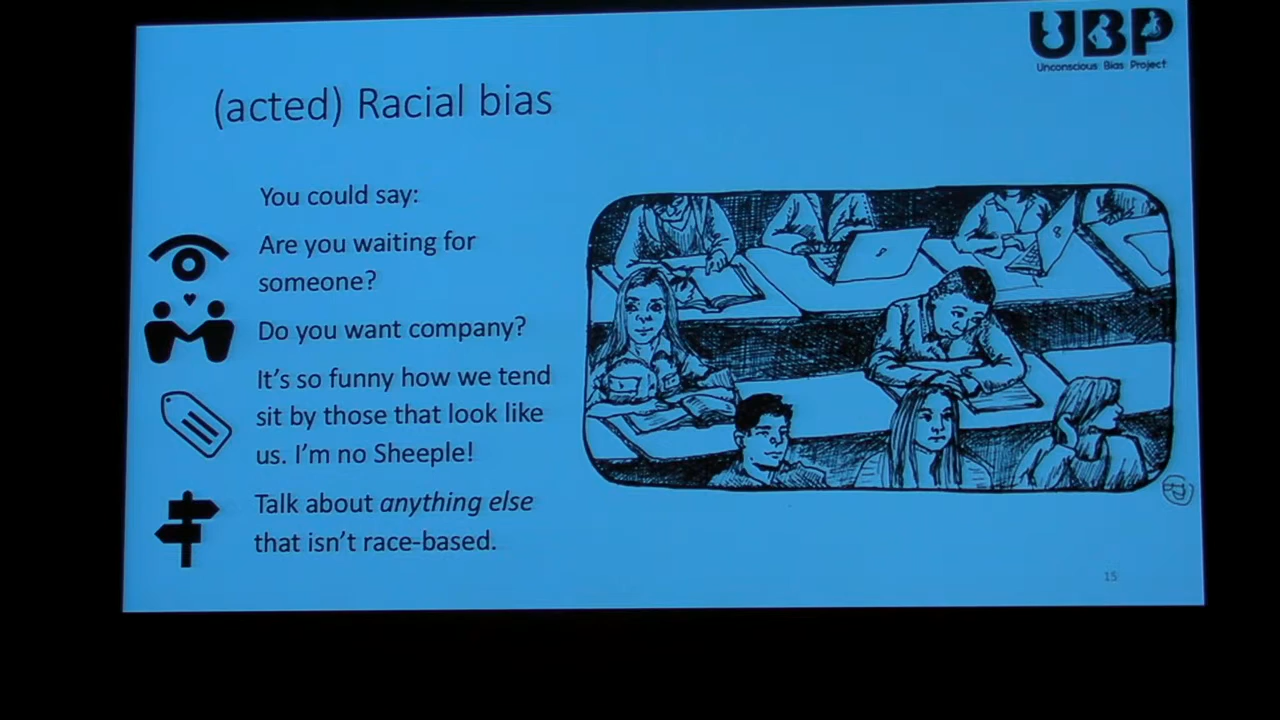 UBP
Unconscious Bias Project
(acted) Racial bias
You could say:
Are you waiting for
someone?
Do you want company?
It's so funny how we tend
sit by those that look like
us. I'm no Sheeple!
Talk about anything else
that isn't race-based.
15